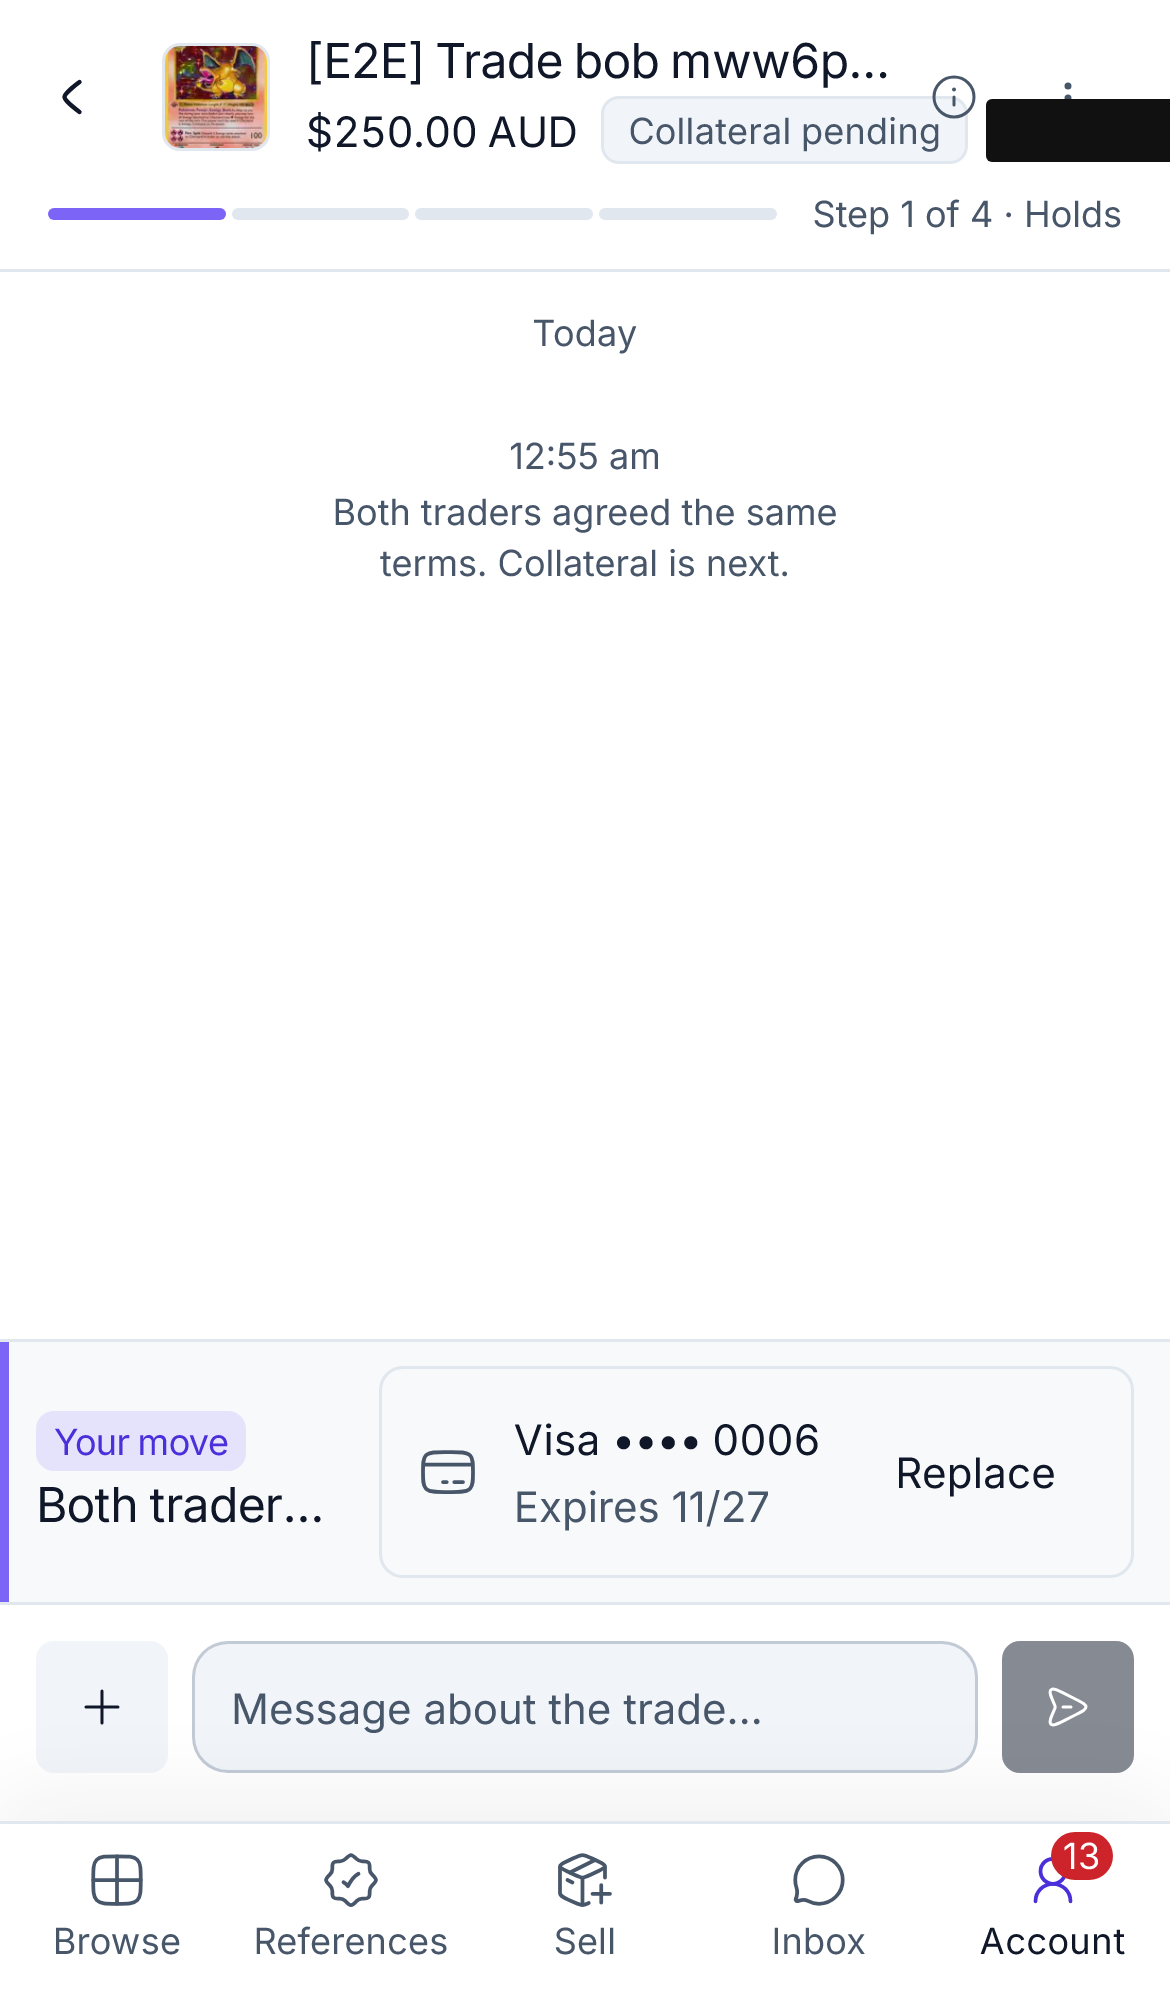 [E2E] Trade bob mww6p...
$250.00 AUD
Collateral pending
Step 1 of 4 · Holds
Today
12:55 am
Both traders agreed the same
terms. Collateral is next.
Your move
Both trader...
Visa •••• 0006
Expires 11/27
Replace
Message about the trade...
Browse
References
Sell
Inbox
13
Account